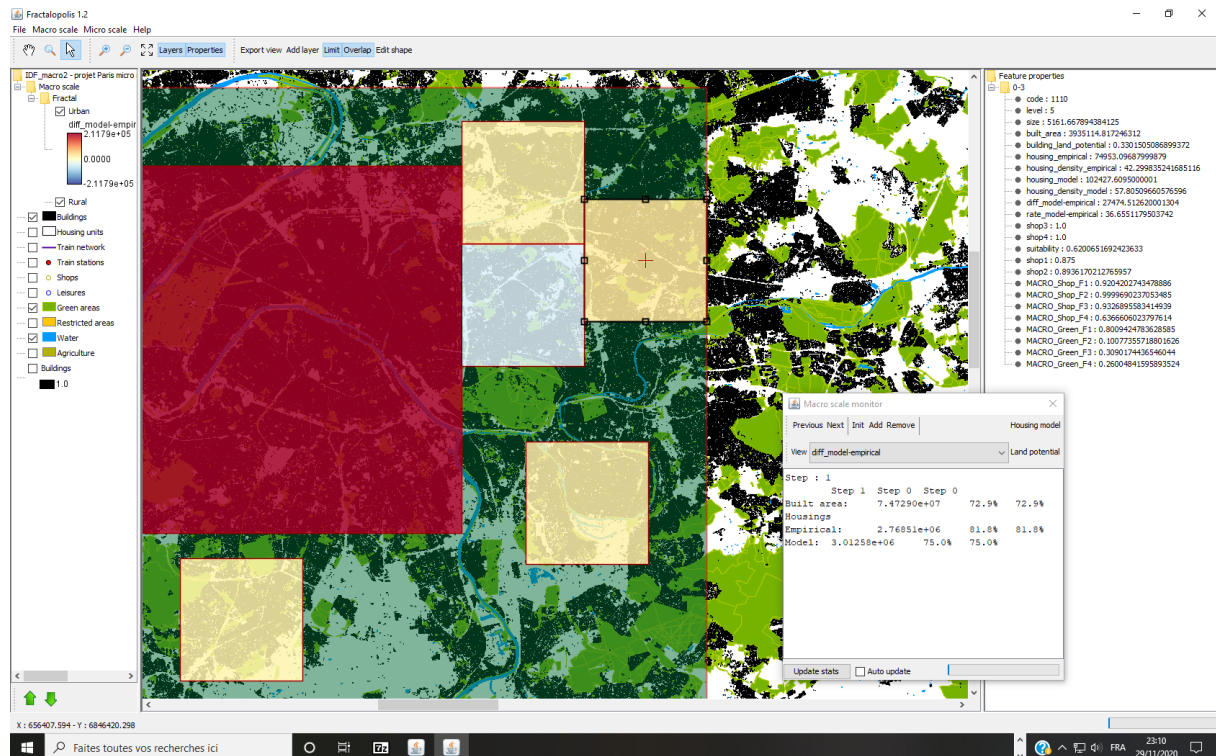 Fractalopolis 1.2
File Macro scale Micro scale Help
Layers Properties Export view Add layer Limit Overlap Edit shape
IDF_macro2 - projet Paris micro
Macro scale
Fractal
Urban
diff_model-empir
2.1179e+05
0.0000
-2.1179e+05
Rural
Buildings
Housing units
Train network
Train stations
Shops
Leisures
Green areas
Restricted areas
Water
Agriculture
Buildings
1.0
Feature properties
0-3
code : 1110
level : 5
size : 5161.667894384125
built_area : 3935114.817246312
building_land_potential : 0.3301505086899372
housing_empirical : 74953.09687999879
housing_density_empirical : 42.299835241685116
housing_model : 102427.6095000001
housing_density_model : 57.80509660576596
diff_model-empirical : 27474.512620001304
rate_model-empirical : 36.6551179503742
shop3 : 1.0
shop4 : 1.0
suitability : 0.6200651692423633
shop1 : 0.875
shop2 : 0.8936170212765957
MACRO_Shop_F1 : 0.9204202743478886
MACRO_Shop_F2 : 0.9999690237053485
MACRO_Shop_F3 : 0.9326895583414939
MACRO_Shop_F4 : 0.6366606023797614
MACRO_Green_F1 : 0.8009424783628585
MACRO_Green_F2 : 0.10077355718801626
MACRO_Green_F3 : 0.3090174436546044
MACRO_Green_F4 : 0.26004841595893524
Macro scale monitor
Previous Next Init Add Remove Housing model
View diff_model-empirical Land potential
Step : 1
Step 1 Step 0 Step 0
Built area: 7.47290e+07 72.9% 72.9%
Housings
Empirical: 2.76851e+06 81.8% 81.8%
Model: 3.01258e+06 75.0% 75.0%
Update stats Auto update
X : 656407.594 - Y : 6846420.298
Faites toutes vos recherches ici
FRA
23:10
29/11/2020